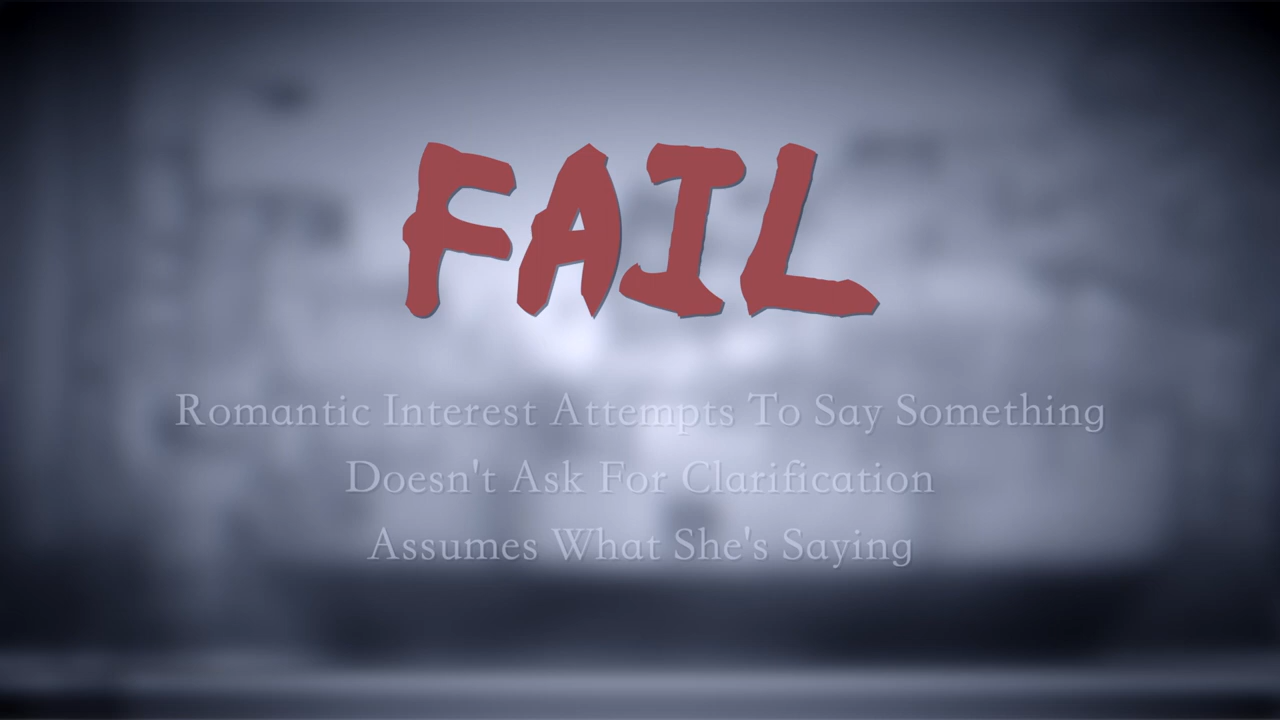 FAIL
Romantic Interest Attempts To Say Something
Doesn't Ask For Clarification
Assumes What She's Saying